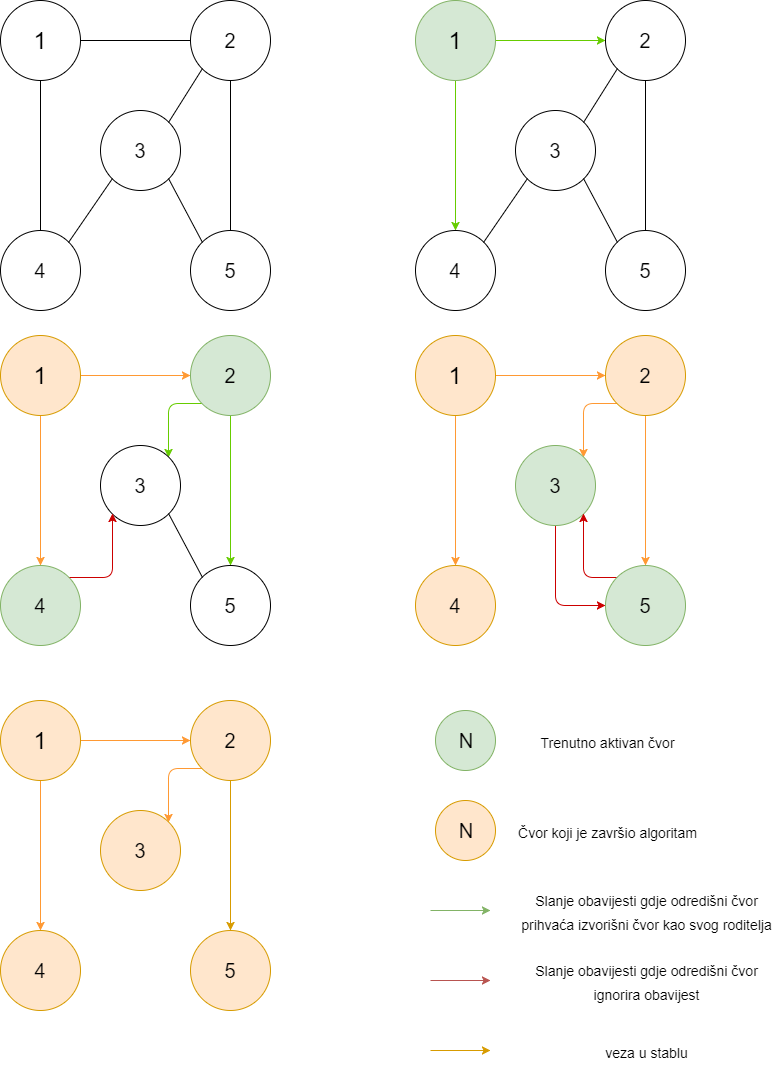 1
2
3
4
5
1
2
3
4
5
1
2
3
4
5
1
2
3
4
5
1
2
3
4
5
N
Trenutno aktivan čvor
N
Čvor koji je završio algoritam
Slanje obavijesti gdje odredišni čvor
prihvaća izvorišni čvor kao svog roditelja
Slanje obavijesti gdje odredišni čvor
ignorira obavijest
veza u stablu